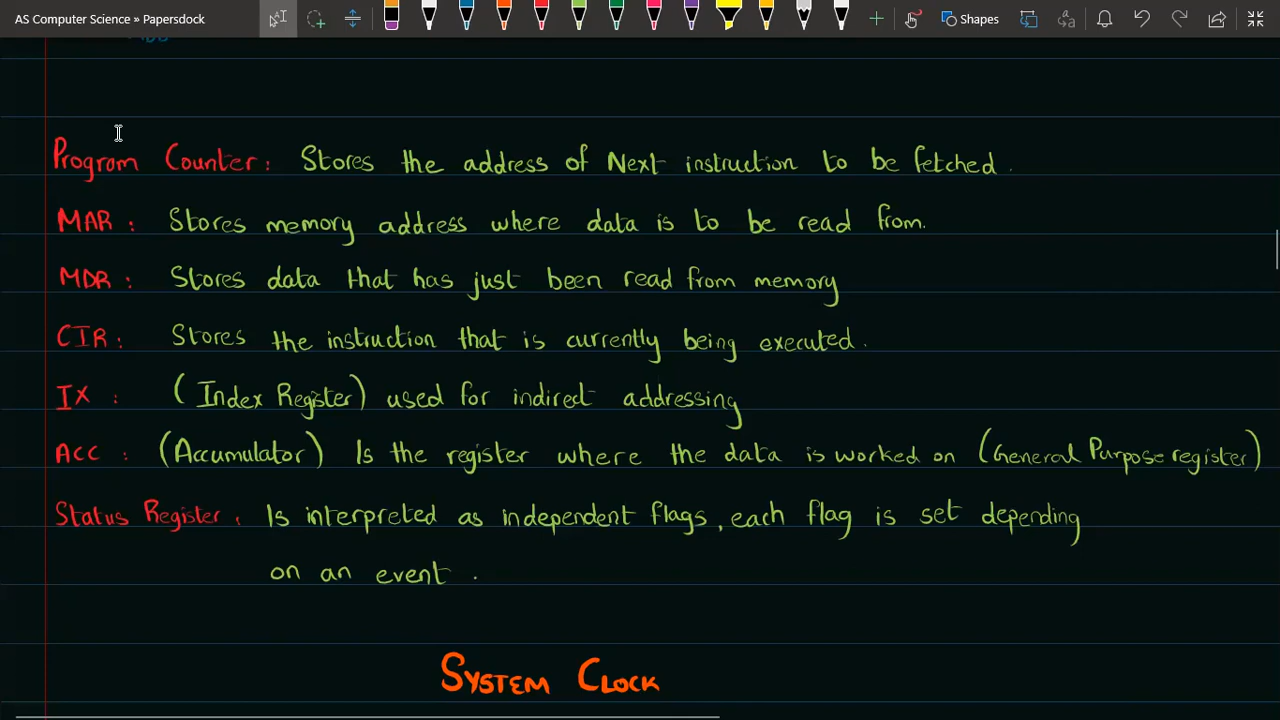 AS Computer Science » Papersdock
Shapes
Program Counter: Stores the address of Next instruction to be fetched.
MAR: Stores memory address where data is to be read from.
MDR: Stores data that has just been read from memory
CIR: Stores the instruction that is currently being executed.
IX: (Index Register) used for indirect addressing
ACC: (Accumulator) Is the register where the data is worked on (General Purpose register)
Status Register: Is interpreted as independent flags, each flag is set depending
on an event.
SYSTEM CLOCK